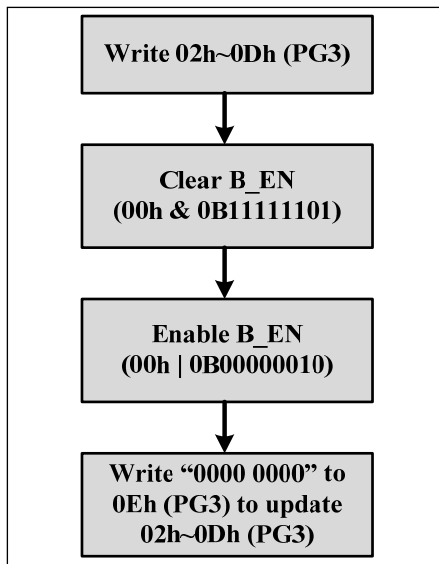 Write 02h~0Dh (PG3)
Clear B_EN
(00h & 0B11111101)
Enable B_EN
(00h | 0B00000010)
Write “0000 0000” to
0Eh (PG3) to update
02h~0Dh (PG3)